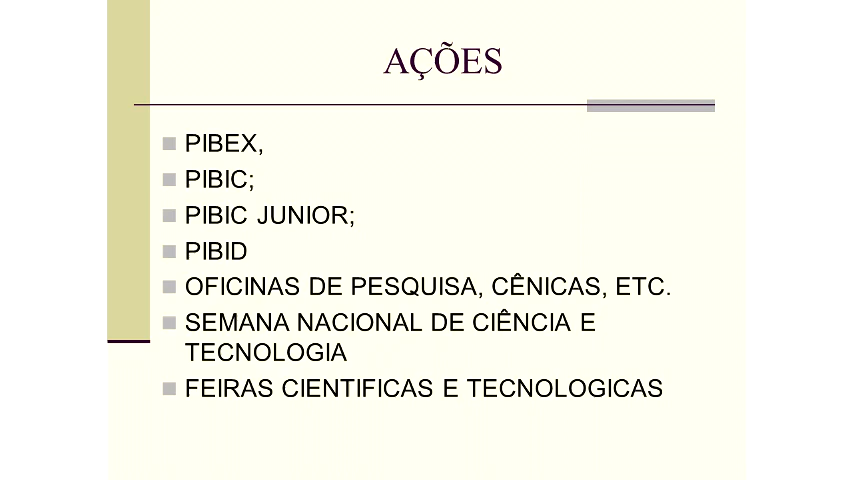 AÇÕES
PIBEX,
PIBIC;
PIBIC JUNIOR;
PIBID
OFICINAS DE PESQUISA, CÊNICAS, ETC.
SEMANA NACIONAL DE CIÊNCIA E
TECNOLOGIA
FEIRAS CIENTIFICAS E TECNOLOGICAS